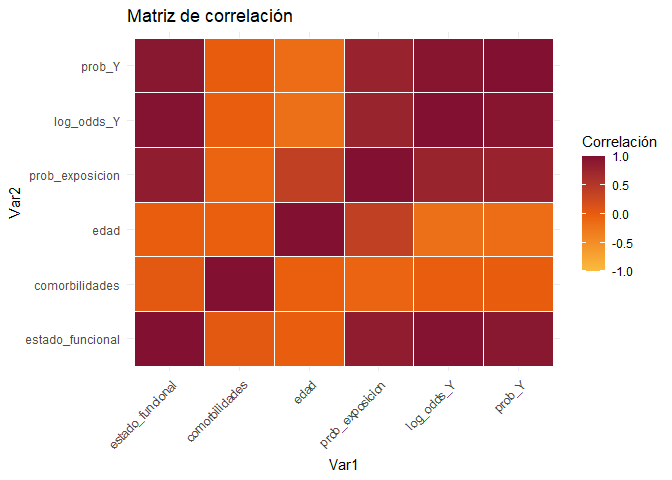 Matriz de correlación
Var2
prob_Y
log_odds_Y
prob_exposicion
edad
comorbilidades
estado_funcional
estado_funcional
comorbilidades
edad
prob_exposicion
log_odds_Y
prob_Y
Var1
Correlación
1.0
0.5
0.0
-0.5
-1.0